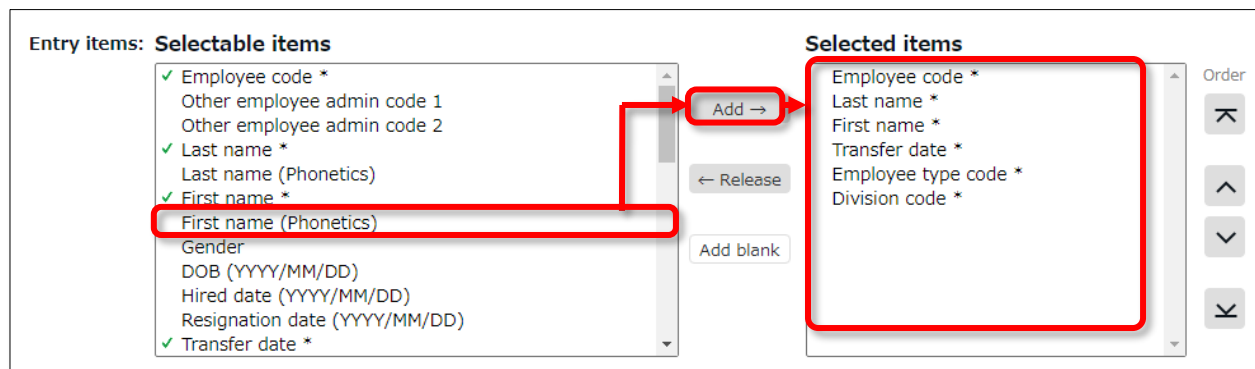 Entry items: Selectable items
✓ Employee code *
Other employee admin code 1
Other employee admin code 2
✓ Last name *
Last name (Phonetics)
✓ First name *
First name (Phonetics)
Gender
DOB (YYYY/MM/DD)
Hired date (YYYY/MM/DD)
Resignation date (YYYY/MM/DD)
✓ Transfer date *
Add →
← Release
Add blank
Selected items
Employee code *
Last name *
First name *
Transfer date *
Employee type code *
Division code *
Order